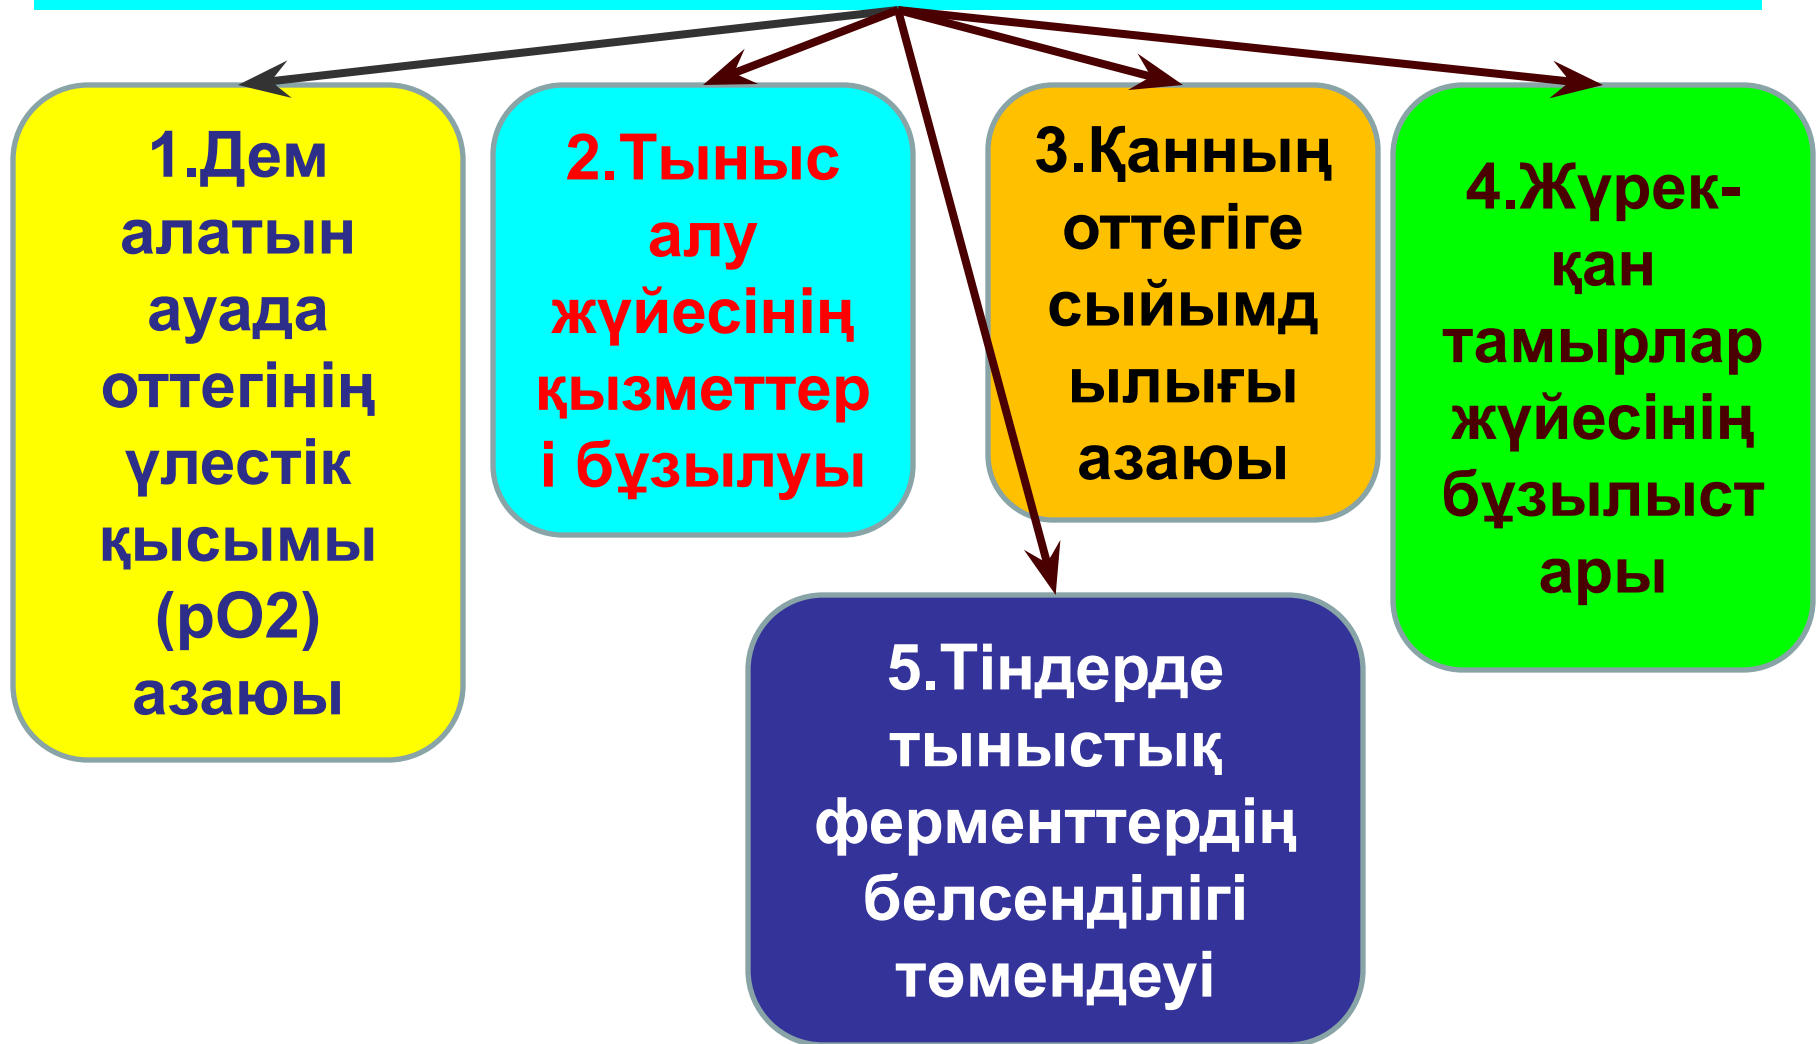 1.Дем
алатын
ауада
оттегінің
үлестік
қысымы
(рО2)
азаюы
2.Тыныс
алу
жүйесінің
қызметтер
і бұзылуы
3.Қанның
оттегіге
сыйымд
ылығы
азаюы
4.Жүрек-
қан
тамырлар
жүйесінің
бұзылыст
ары
5.Тіндерде
тыныстық
ферменттердің
белсенділігі
төмендеуі